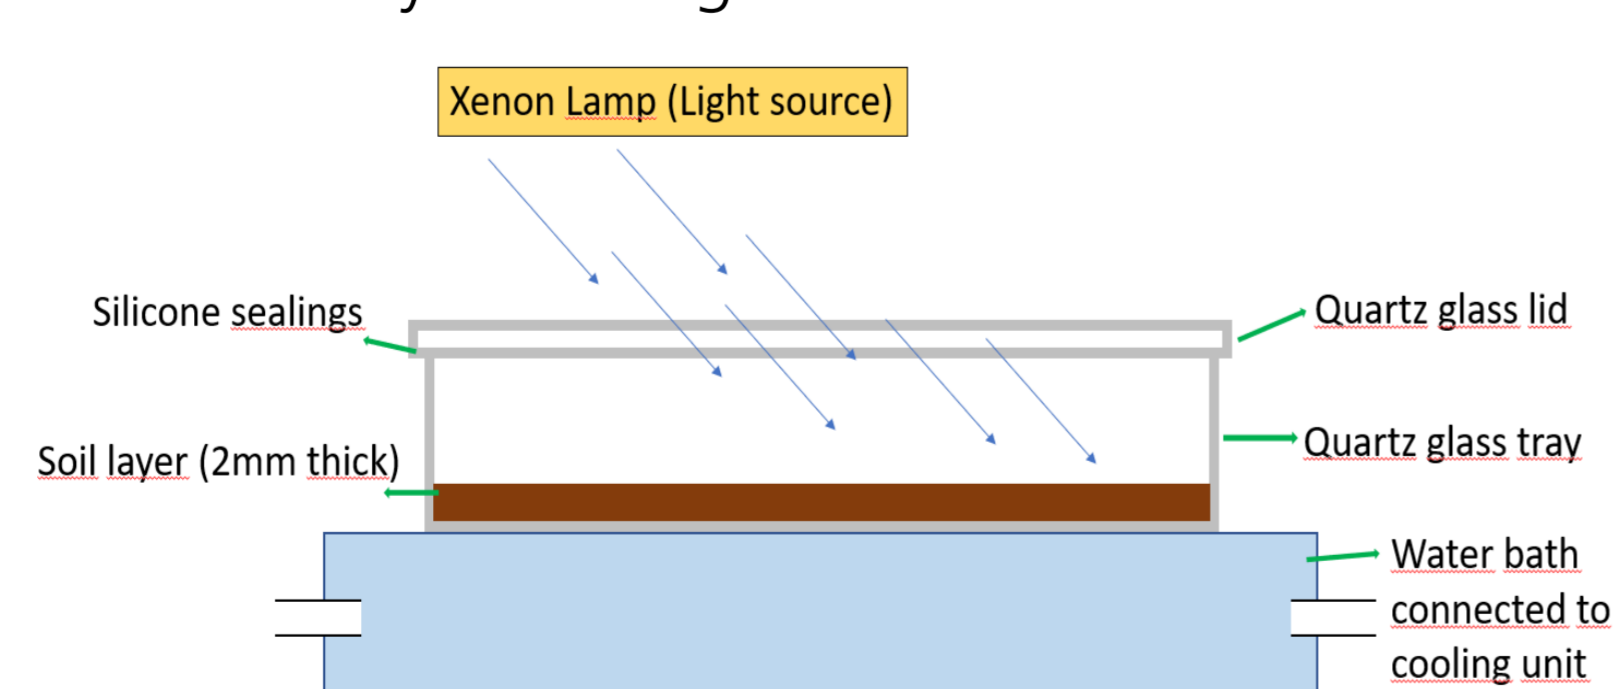 Xenon Lamp (Light source)
Silicone sealings
Quartz glass lid
Soil layer (2mm thick)
Quartz glass tray
Water bath
connected to
cooling unit